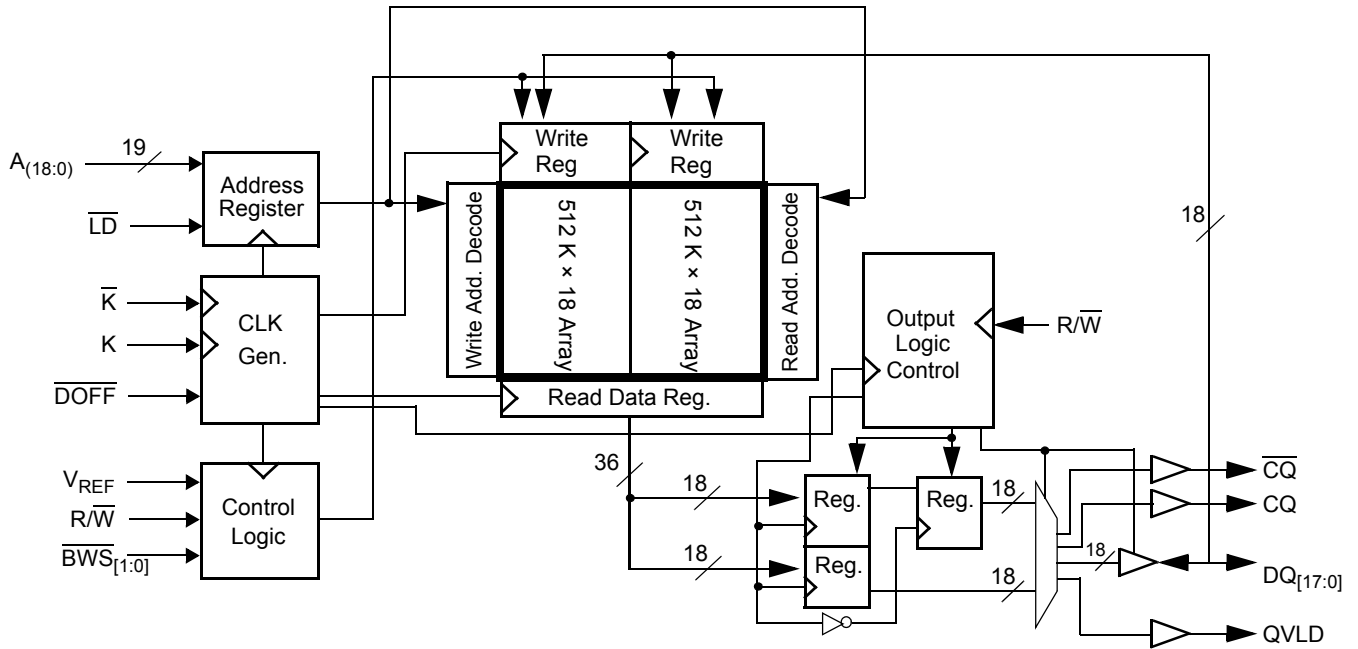 A(18:0)
19
LD
Address
Register
K
K
DOFF
CLK
Gen.
VREF
R/W
BWS[1:0]
Control
Logic
Write
Reg
Write
Reg
Write Add. Decode
512 K × 18 Array
512 K × 18 Array
Read Add. Decode
Read Data Reg.
36
18
18
Output
Logic
Control
R/W
18
Reg.
Reg.
Reg.
18
18
18
CQ
CQ
DQ[17:0]
QVLD